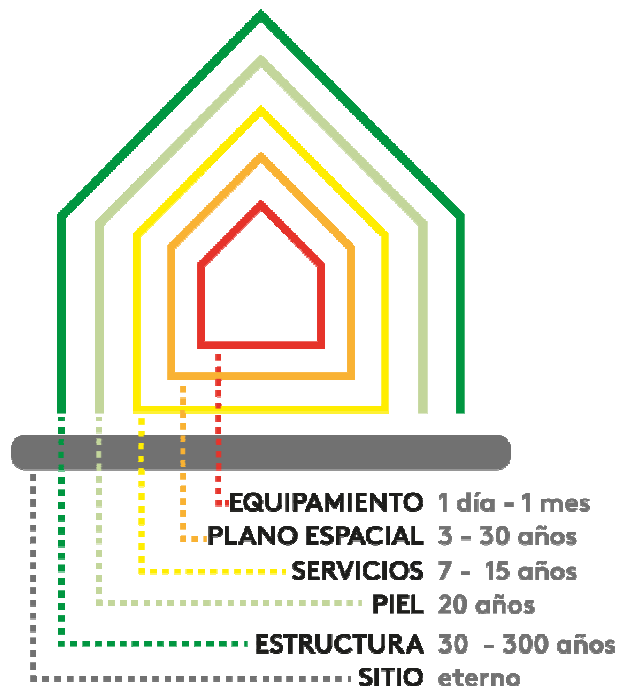 EQUIPAMIENTO 1 día - 1 mes
PLANO ESPACIAL 3 - 30 años
SERVICIOS 7 - 15 años
PIEL 20 años
ESTRUCTURA 30 - 300 años
SITIO eterno